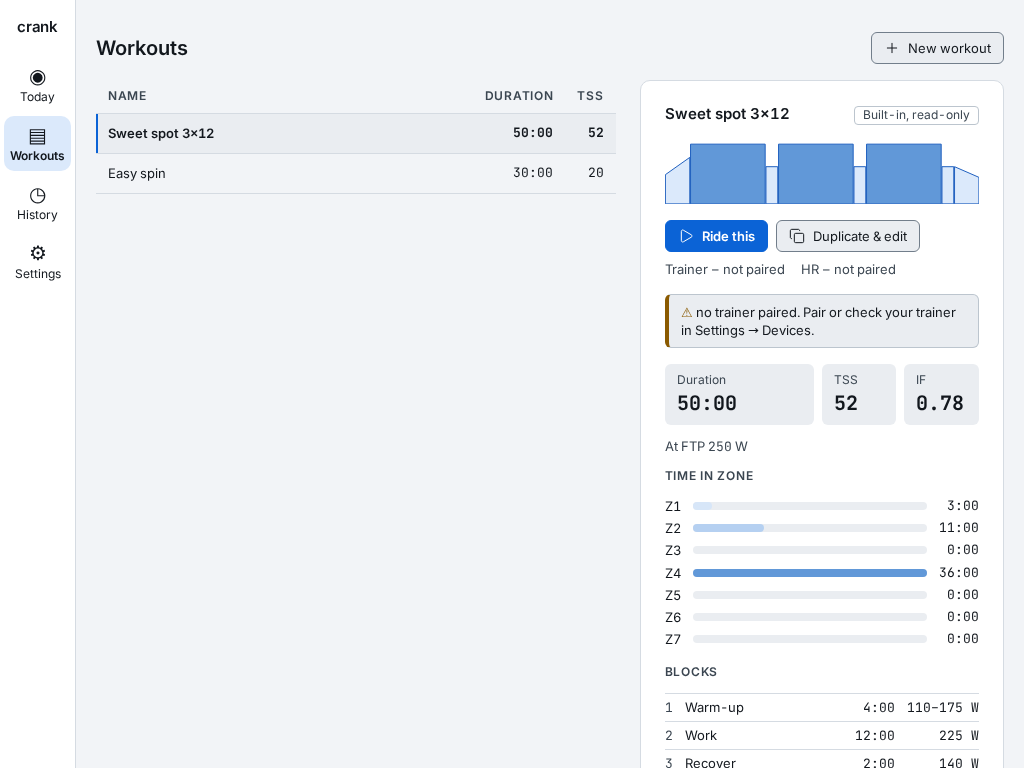 crank
Today
Workouts
History
Settings
Workouts
New workout
NAME DURATION TSS
Sweet spot 3×12 50:00 52
Easy spin 30:00 20
Sweet spot 3×12 Built-in, read-only
Ride this Duplicate & edit
Trainer – not paired HR – not paired
⚠ no trainer paired. Pair or check your trainer
in Settings → Devices.
Duration TSS IF
50:00 52 0.78
At FTP 250 W
TIME IN ZONE
Z1 3:00
Z2 11:00
Z3 0:00
Z4 36:00
Z5 0:00
Z6 0:00
Z7 0:00
BLOCKS
1 Warm-up 4:00 110–175 W
2 Work 12:00 225 W
3 Recover 2:00 140 W